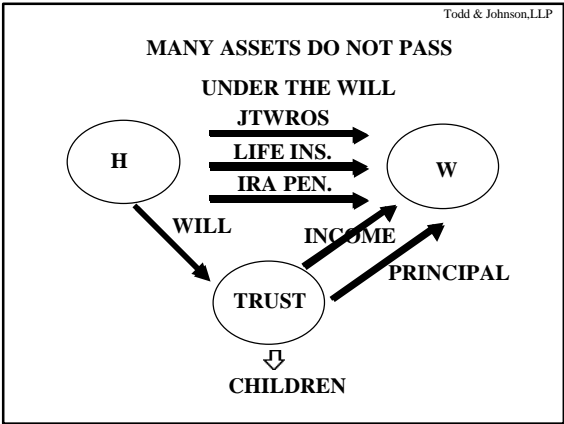 Todd & Johnson,LLP
MANY ASSETS DO NOT PASS
UNDER THE WILL
JTWROS
LIFE INS.
IRA PEN.
H
W
WILL
INCOME
PRINCIPAL
TRUST
CHILDREN